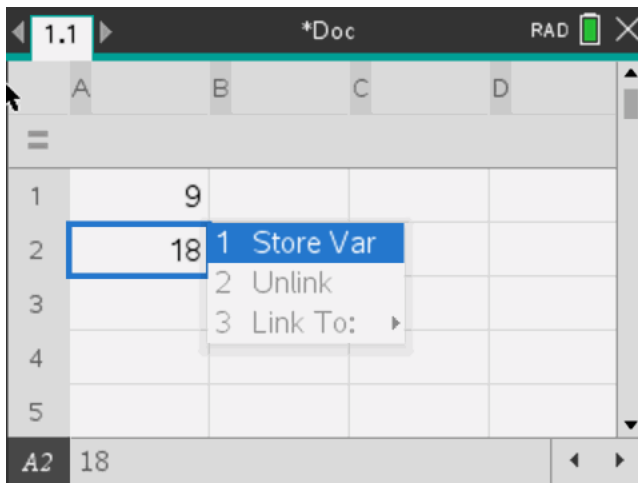 1.1 *Doc RAD
A B C D
=
1 9
2 18
1 Store Var
2 Unlink
3 Link To:
3
4
5
A2 18